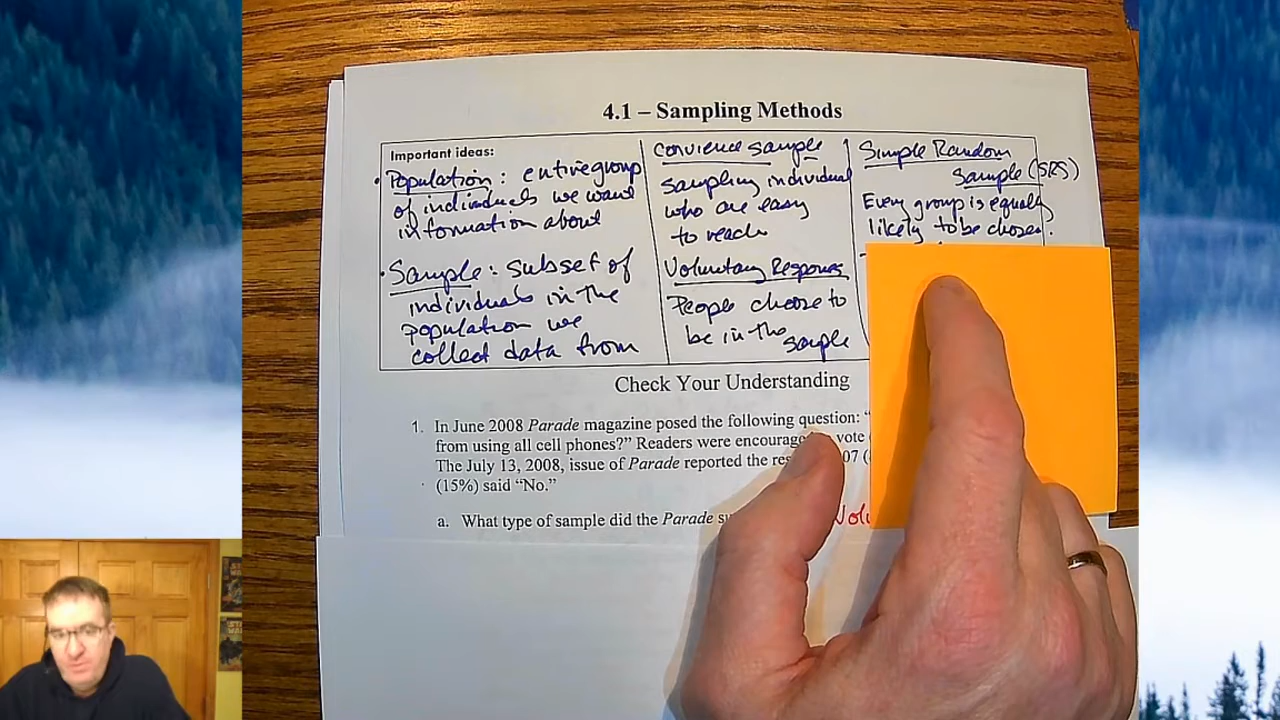 4.1 – Sampling Methods
Important ideas:
• Population : entire group
of individuals we want
information about
• Sample : subset of
individuals in the
population we
collect data from
Convience sample
sampling individual
who are easy
to reach
Voluntary Response
People choose to
be in the
sample
Simple Random
Sample (SRS)
Every group is equally
likely to be chosen.
Check Your Understanding
1. In June 2008 Parade magazine posed the following question: “
from using all cell phones?” Readers were encourage vote
The July 13, 2008, issue of Parade reported the 07 (
(15%) said “No.”
a. What type of sample did the Parade